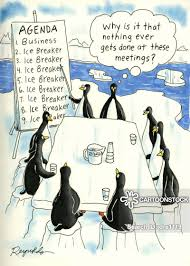 AGENDA
1. Business
2. Ice Breaker
3. Ice Breaker
4. Ice Breaker
5. Ice Breaker
6. Ice Breaker
7. Ice Breaker
8. Ice Breaker
9. Ice Breaker
Why is it that
nothing ever
gets done at these
meetings?
CARTOONSTOCK
.com
Reynolds